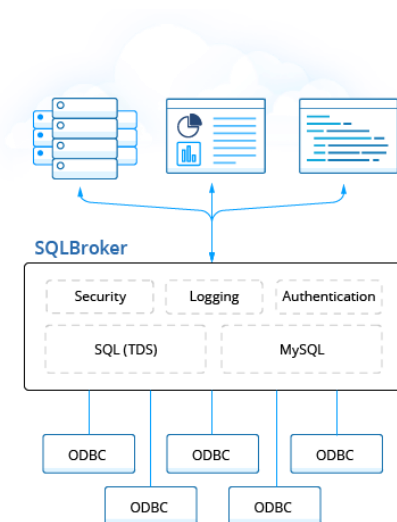 SQLBroker
Security Logging Authentication
SQL (TDS) MySQL
ODBC ODBC ODBC
ODBC ODBC